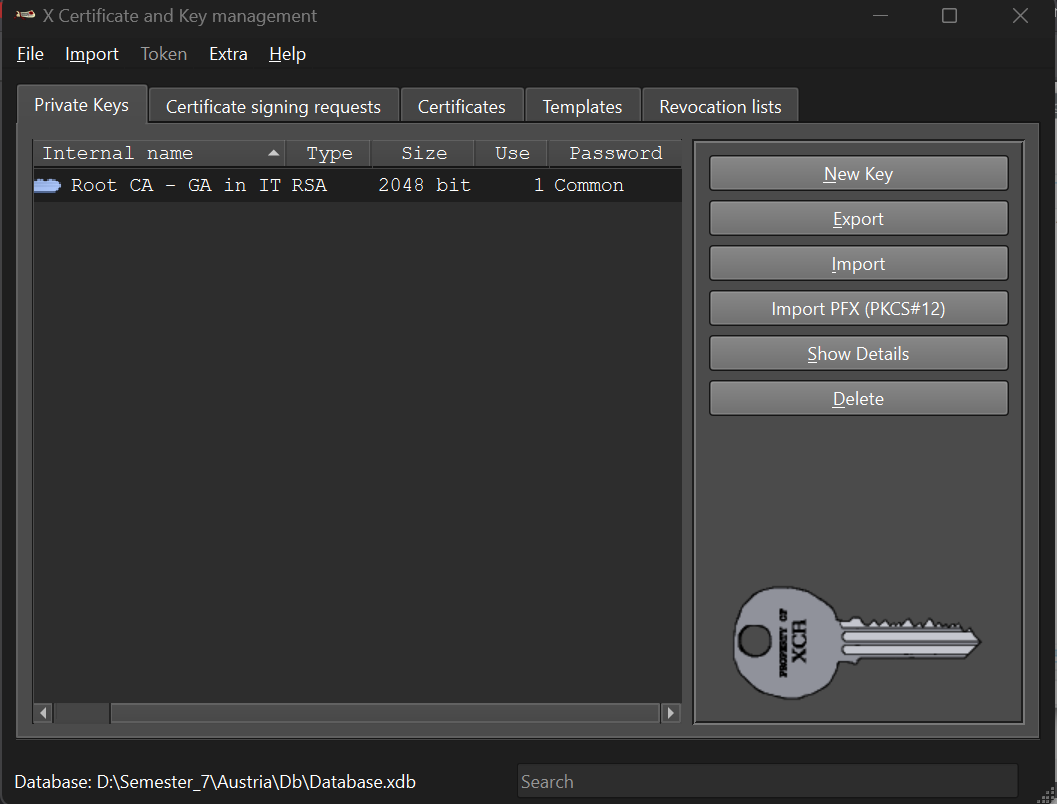 X Certificate and Key management
File Import Token Extra Help
Private Keys Certificate signing requests Certificates Templates Revocation lists
Internal name Type Size Use Password
Root CA - GA in IT RSA 2048 bit 1 Common
New Key
Export
Import
Import PFX (PKCS#12)
Show Details
Delete
PROPERTY OF
XCA
Database: D:\Semester_7\Austria\Db\Database.xdb
Search